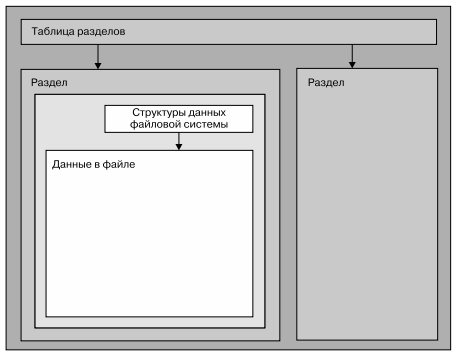 Таблица разделов
Раздел
Раздел
Структуры данных
файловой системы
Данные в файле